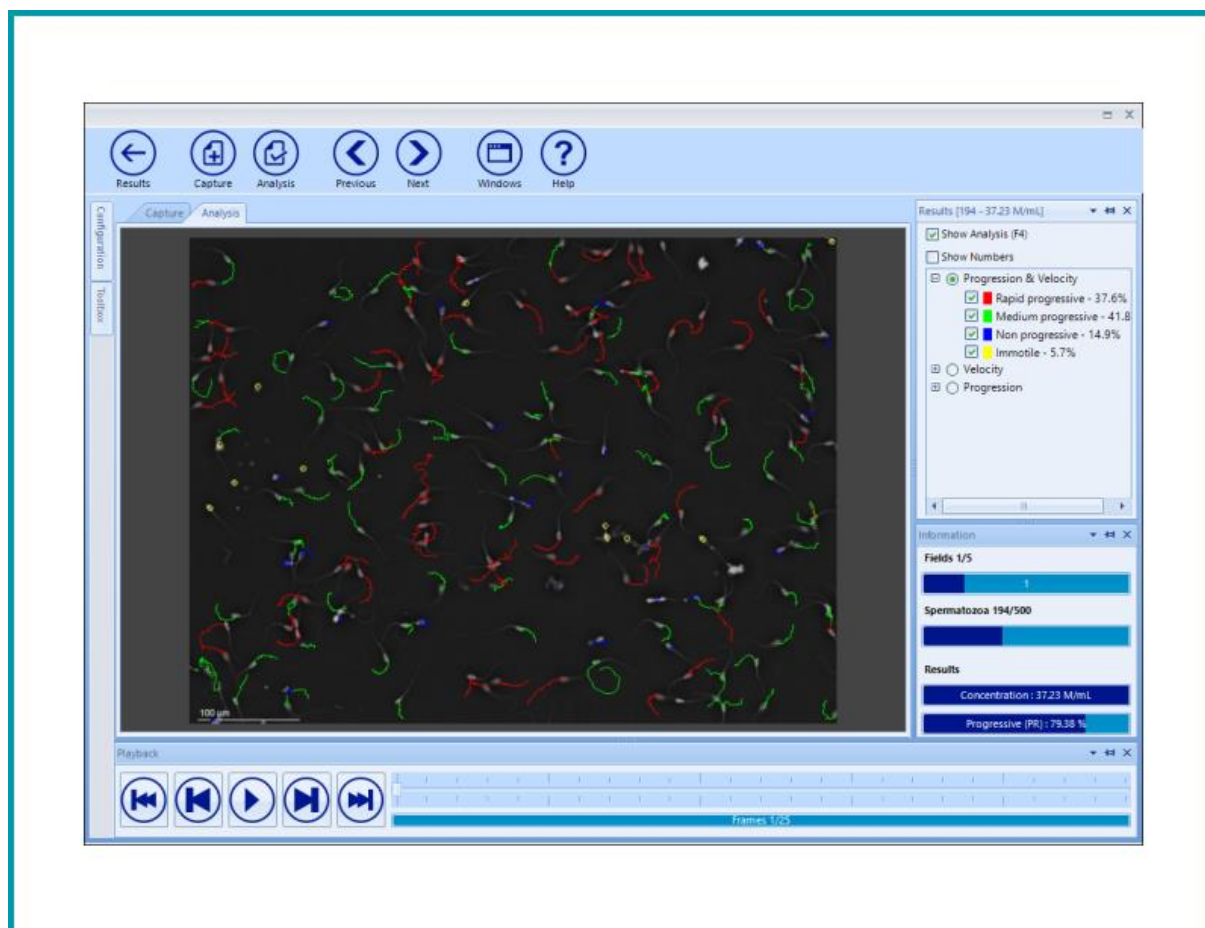 Results Capture Analysis Previous Next Windows Help
Configuration
Toolbox
Capture Analysis
100 µm
Results [194 - 37.23 M/mL]
Show Analysis (F4)
Show Numbers
Progression & Velocity
Rapid progressive - 37.6%
Medium progressive - 41.8
Non progressive - 14.9%
Immotile - 5.7%
Velocity
Progression
Information
Fields 1/5
1
Spermatozoa 194/500
Results
Concentration : 37.23 M/mL
Progressive (PR) : 79.38 %
Playback
Frames 1/25